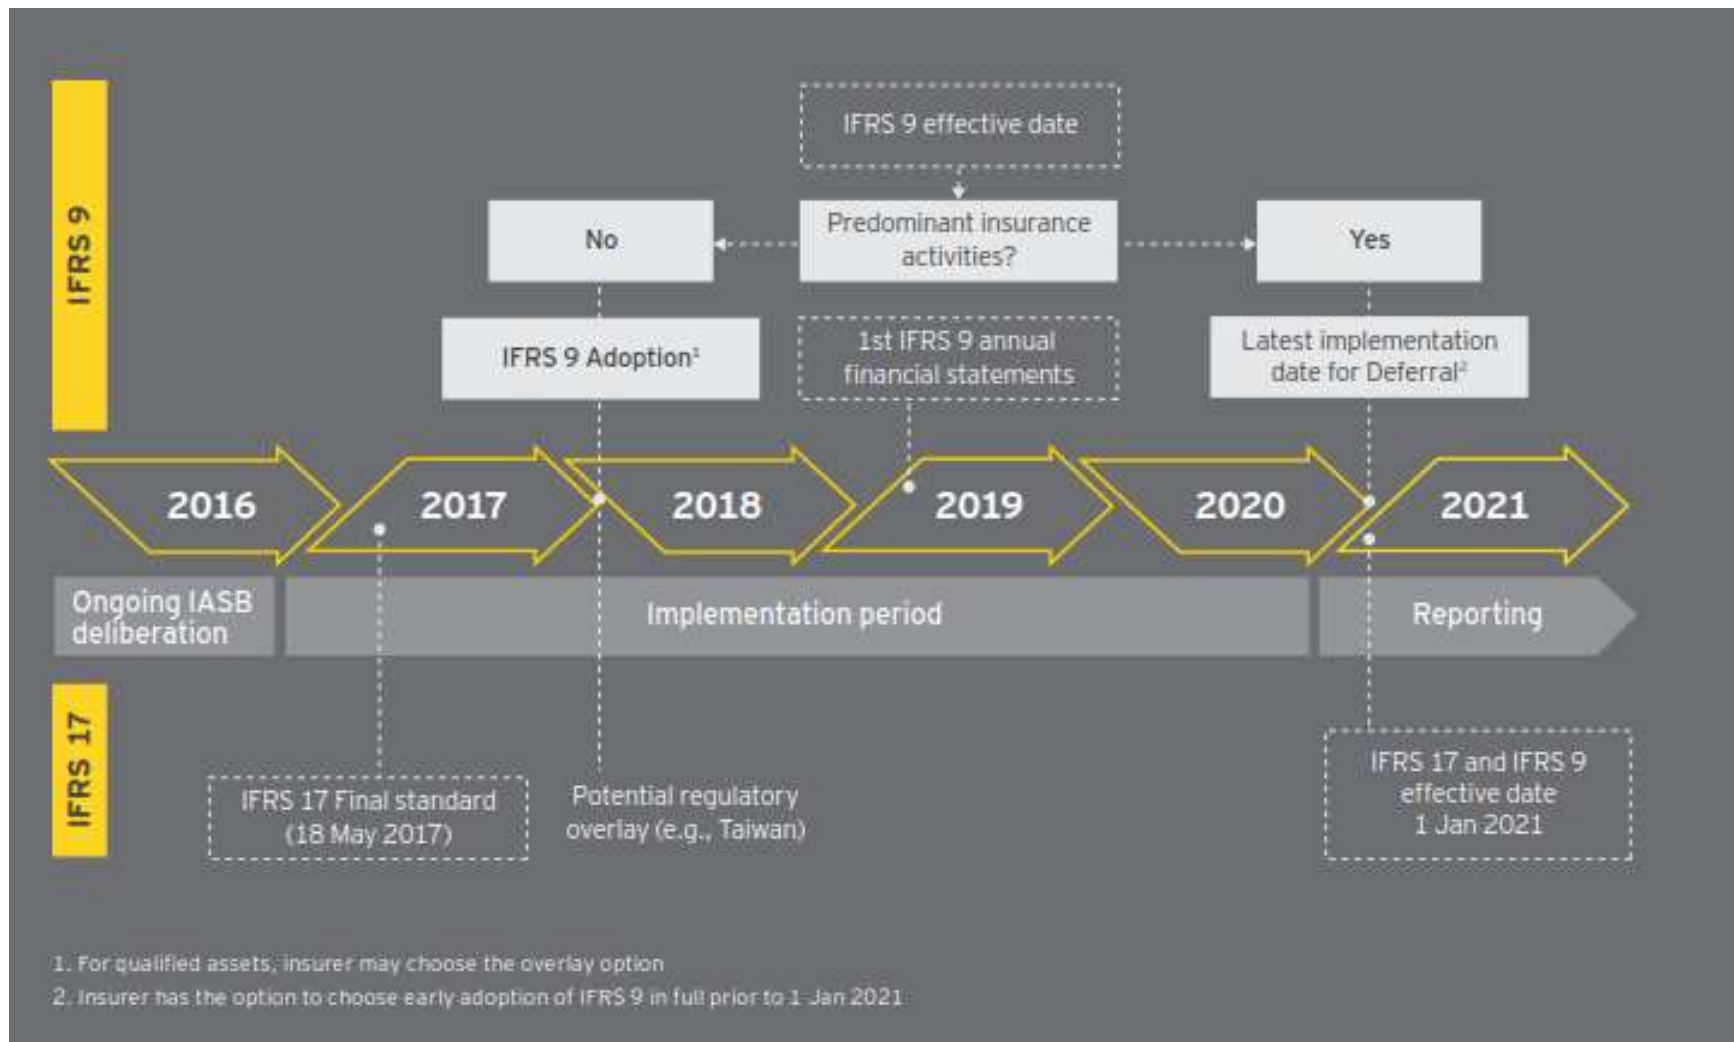 IFRS 9
IFRS 9 effective date
No
Predominant insurance
activities?
Yes
IFRS 9 Adoption¹
1st IFRS 9 annual
financial statements
Latest implementation
date for Deferral²
2016
2017
2018
2019
2020
2021
Ongoing IASB
deliberation
Implementation period
Reporting
IFRS 17
IFRS 17 Final standard
(18 May 2017)
Potential regulatory
overlay (e.g., Taiwan)
IFRS 17 and IFRS 9
effective date
1 Jan 2021
1. For qualified assets, insurer may choose the overlay option
2. Insurer has the option to choose early adoption of IFRS 9 in full prior to 1 Jan 2021